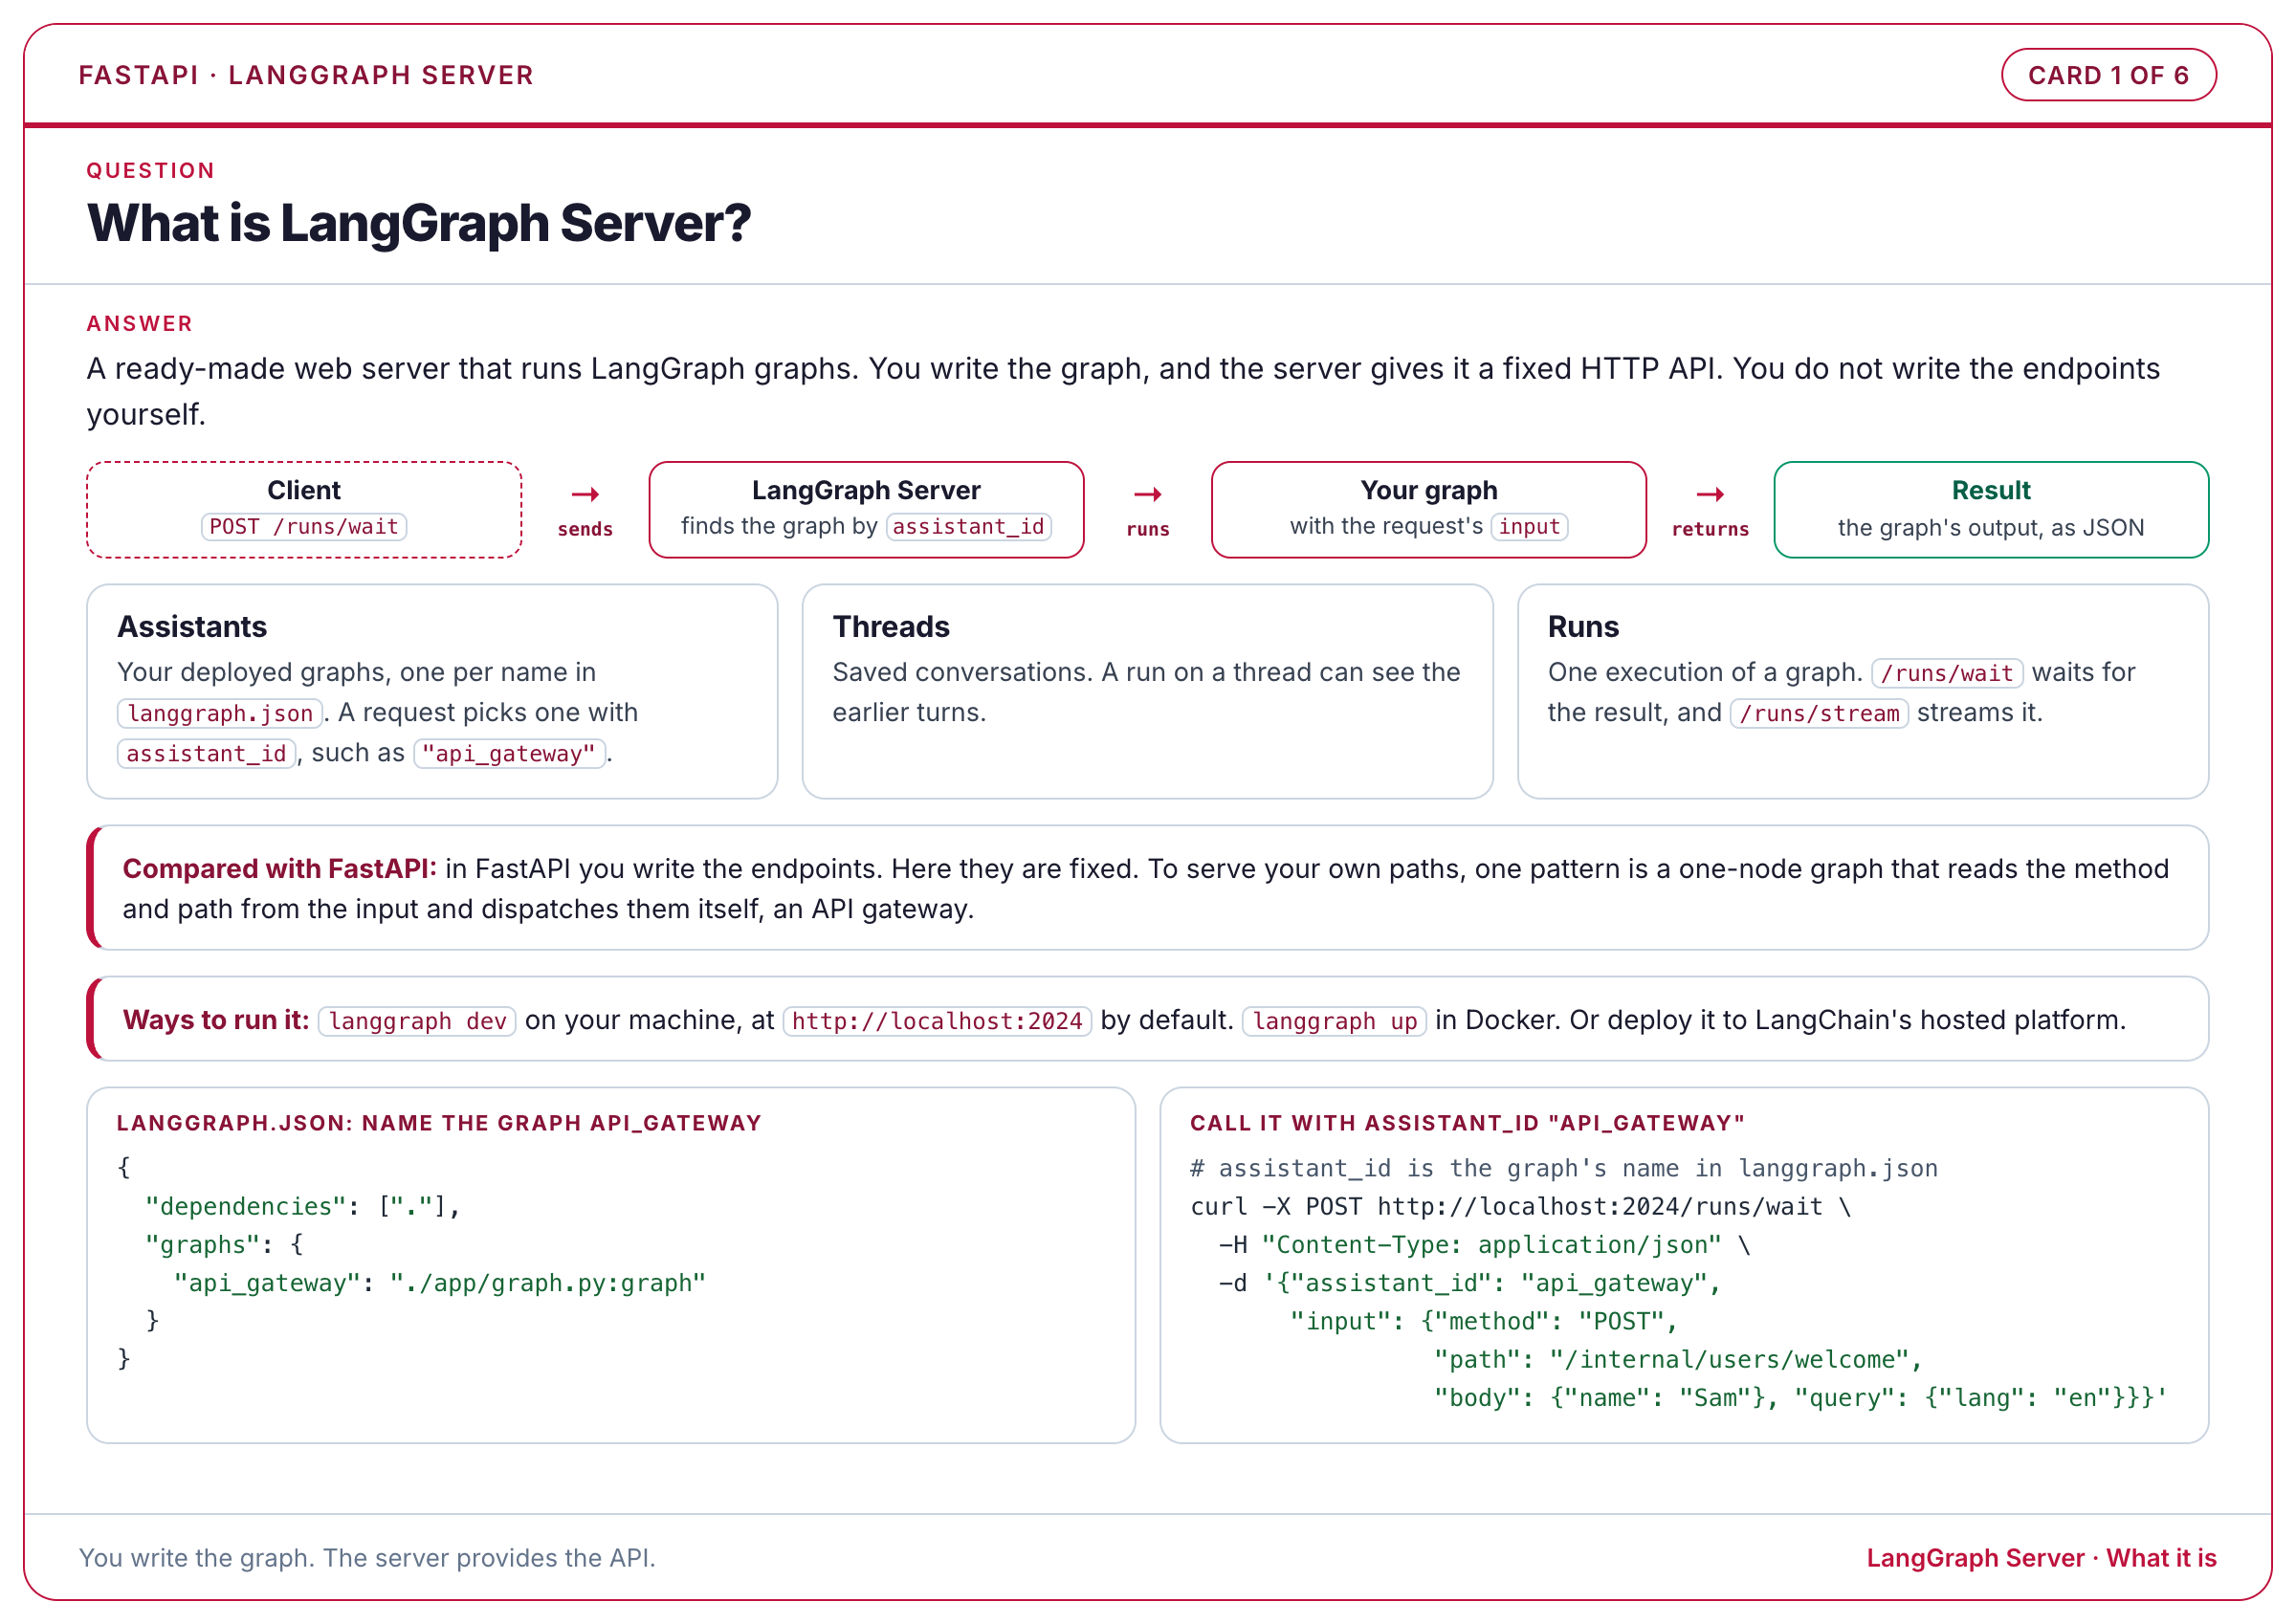 FASTAPI · LANGGRAPH SERVER
CARD 1 OF 6
QUESTION
What is LangGraph Server?
ANSWER
A ready-made web server that runs LangGraph graphs. You write the graph, and the server gives it a fixed HTTP API. You do not write the endpoints
yourself.
Client
POST /runs/wait
→
sends
LangGraph Server
finds the graph by assistant_id
→
runs
Your graph
with the request's input
→
returns
Result
the graph's output, as JSON
Assistants
Your deployed graphs, one per name in
langgraph.json. A request picks one with
assistant_id, such as "api_gateway".
Threads
Saved conversations. A run on a thread can see the
earlier turns.
Runs
One execution of a graph. /runs/wait waits for
the result, and /runs/stream streams it.
Compared with FastAPI: in FastAPI you write the endpoints. Here they are fixed. To serve your own paths, one pattern is a one-node graph that reads the method
and path from the input and dispatches them itself, an API gateway.
Ways to run it: langgraph dev on your machine, at http://localhost:2024 by default. langgraph up in Docker. Or deploy it to LangChain's hosted platform.
LANGGRAPH.JSON: NAME THE GRAPH API_GATEWAY
{
  "dependencies": ["."],
  "graphs": {
    "api_gateway": "./app/graph.py:graph"
  }
}
CALL IT WITH ASSISTANT_ID "API_GATEWAY"
# assistant_id is the graph's name in langgraph.json
curl -X POST http://localhost:2024/runs/wait \
  -H "Content-Type: application/json" \
  -d '{"assistant_id": "api_gateway",
       "input": {"method": "POST",
                 "path": "/internal/users/welcome",
                 "body": {"name": "Sam"}, "query": {"lang": "en"}}}'
You write the graph. The server provides the API.
LangGraph Server · What it is